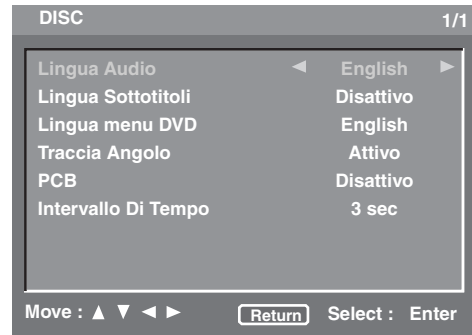 DISC 1/1
Lingua Audio ◄ English ►
Lingua Sottotitoli Disattivo
Lingua menu DVD English
Traccia Angolo Attivo
PCB Disattivo
Intervallo Di Tempo 3 sec
Move : ▲ ▼ ◄ ► Return Select : Enter